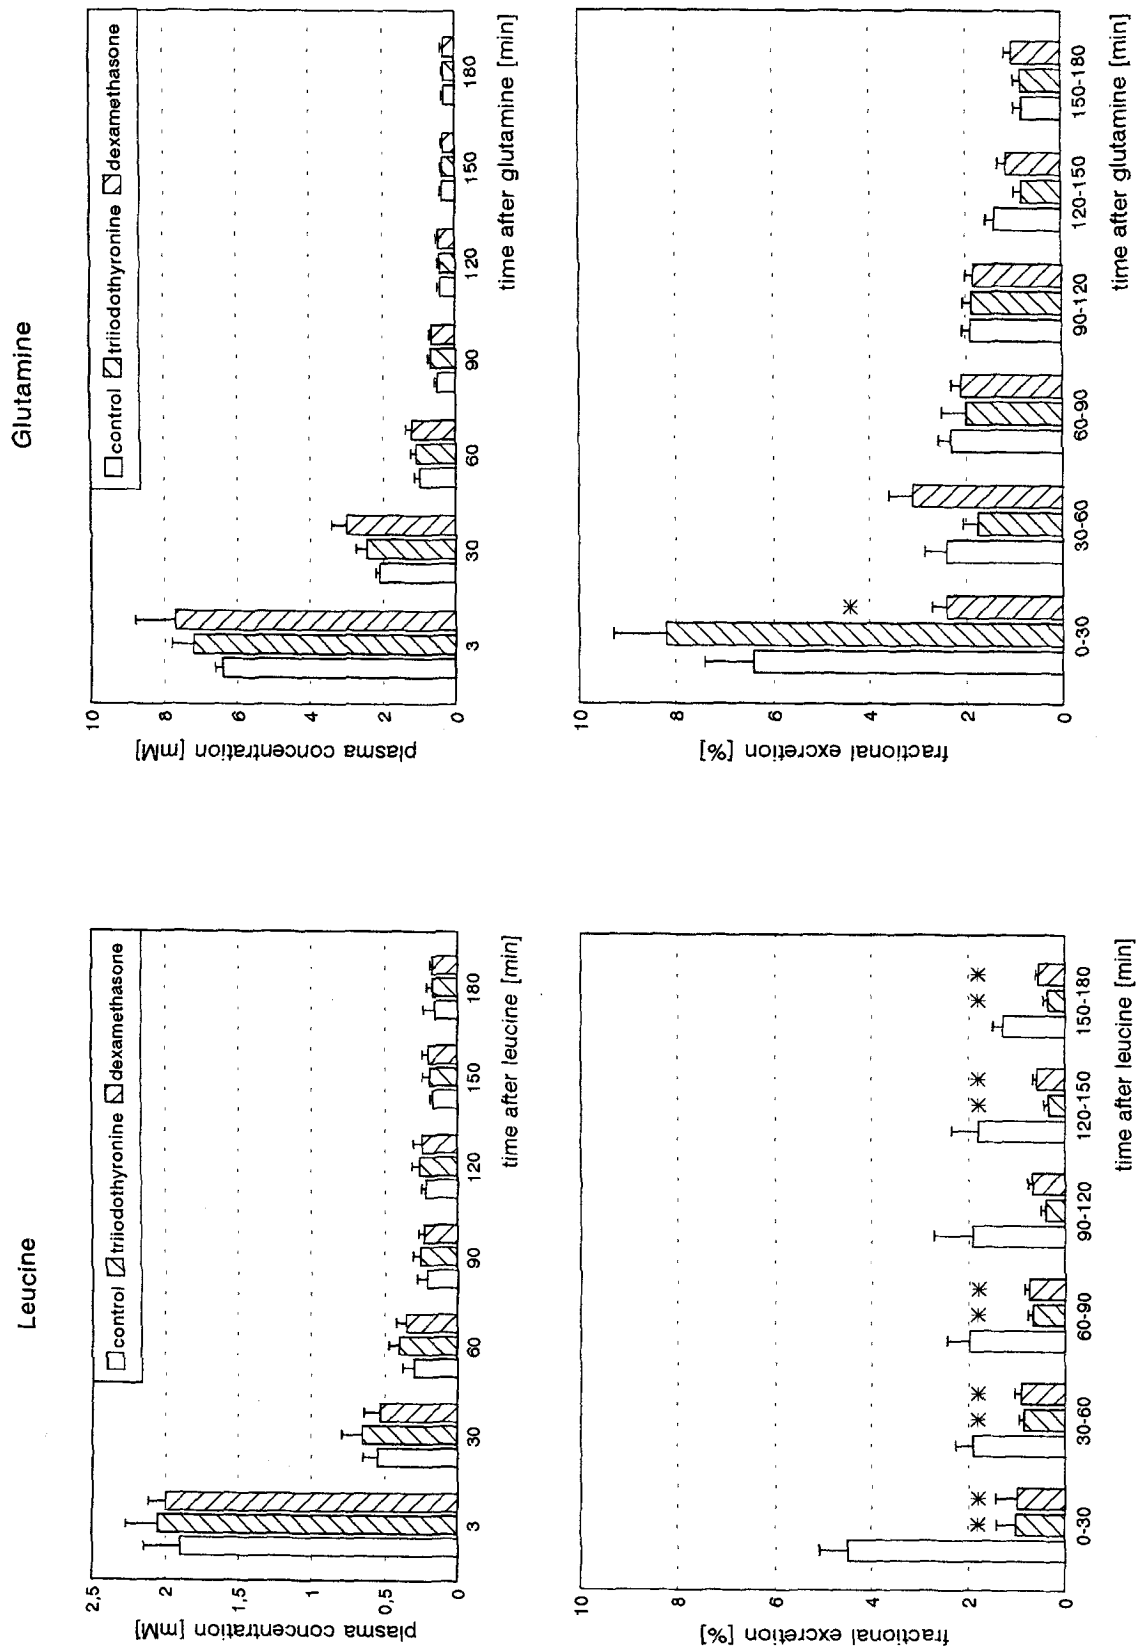 Leucine
control triiodothyronine dexamethasone
plasma concentration [mM]
2,5
2
1,5
1
0,5
0
3 30 60 90 120 150 180
time after leucine [min]
fractional excretion [%]
10
8
6
4
2
0
* * * * * * * * * *
0-30 30-60 60-90 90-120 120-150 150-180
time after leucine [min]
Glutamine
control triiodothyronine dexamethasone
plasma concentration [mM]
10
8
6
4
2
0
3 30 60 90 120 150 180
time after glutamine [min]
fractional excretion [%]
10
8
6
4
2
0
*
0-30 30-60 60-90 90-120 120-150 150-180
time after glutamine [min]